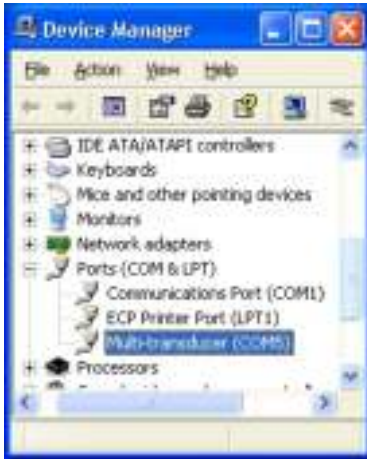 Device Manager
File Action View Help
IDE ATA/ATAPI controllers
Keyboards
Mice and other pointing devices
Monitors
Network adapters
Ports (COM & LPT)
Communications Port (COM1)
ECP Printer Port (LPT1)
Multi-transducer (COM5)
Processors